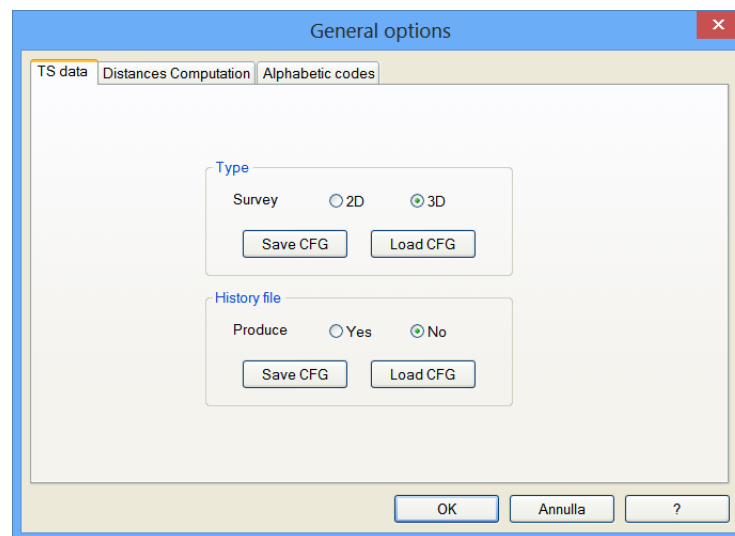 General options
TS data Distances Computation Alphabetic codes
Type
Survey 2D 3D
Save CFG Load CFG
History file
Produce Yes No
Save CFG Load CFG
OK Annulla ?